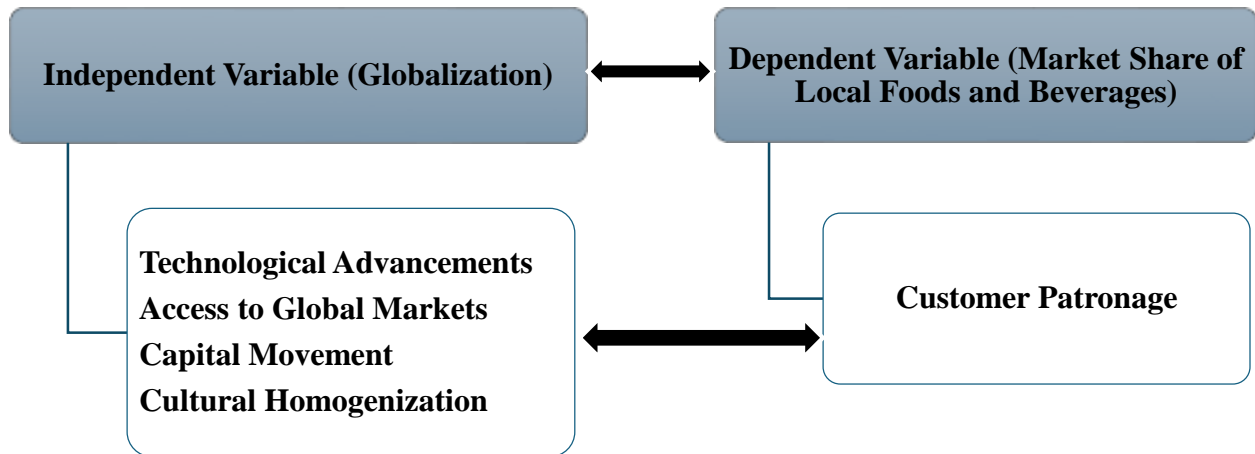 Independent Variable (Globalization)
Dependent Variable (Market Share of
Local Foods and Beverages)
Technological Advancements
Access to Global Markets
Capital Movement
Cultural Homogenization
Customer Patronage